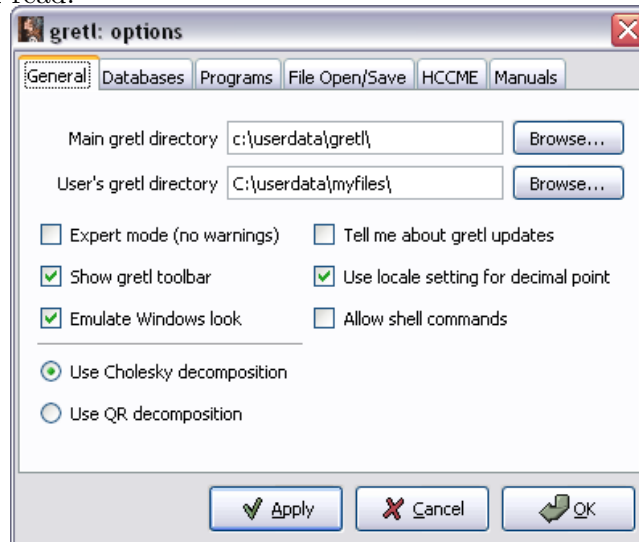 read.
gretl: options
General Databases Programs File Open/Save HCCME Manuals
Main gretl directory c:\userdata\gretl\ Browse...
User's gretl directory C:\userdata\myfiles\ Browse...
Expert mode (no warnings) Tell me about gretl updates
Show gretl toolbar Use locale setting for decimal point
Emulate Windows look Allow shell commands
Use Cholesky decomposition
Use QR decomposition
Apply Cancel OK